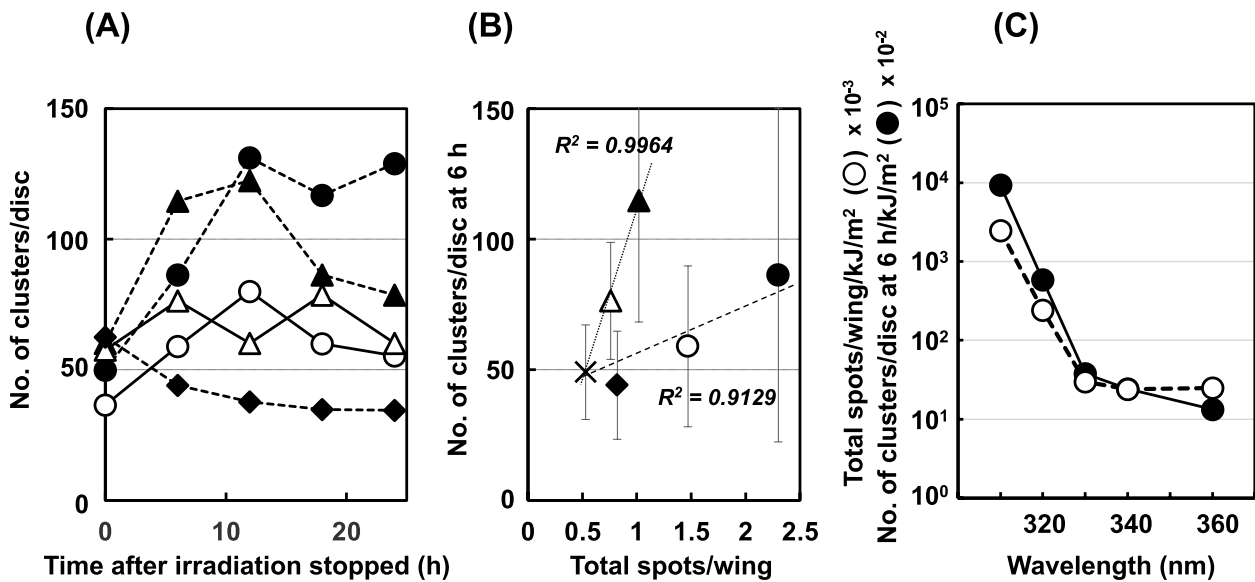 (A)
No. of clusters/disc
150
100
50
0
0
10
20
Time after irradiation stopped (h)
(B)
No. of clusters/disc at 6 h
150
100
50
0
R² = 0.9964
R² = 0.9129
0
0.5
1
1.5
2
2.5
Total spots/wing
(C)
Total spots/wing/kJ/m² (○) x 10⁻³
No. of clusters/disc at 6 h/kJ/m² (●) x 10⁻²
10⁵
10⁴
10³
10²
10¹
10⁰
320
340
360
Wavelength (nm)